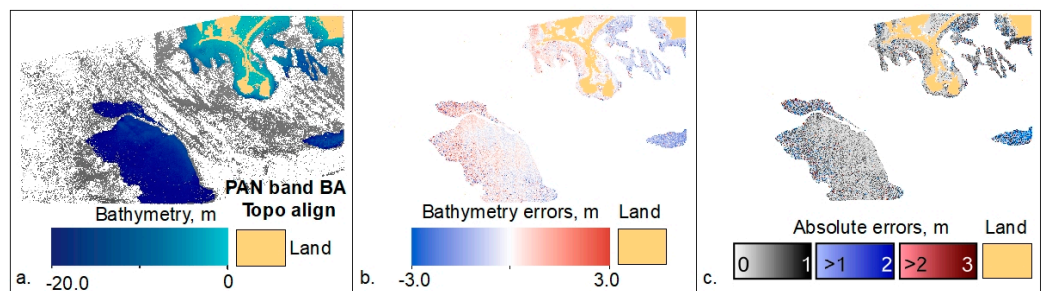 PAN band BA
Topo align
Bathymetry, m
Land
-20.0 0
a.
Bathymetry errors, m Land
-3.0 3.0
b.
Absolute errors, m Land
0 1 >1 2 >2 3
c.